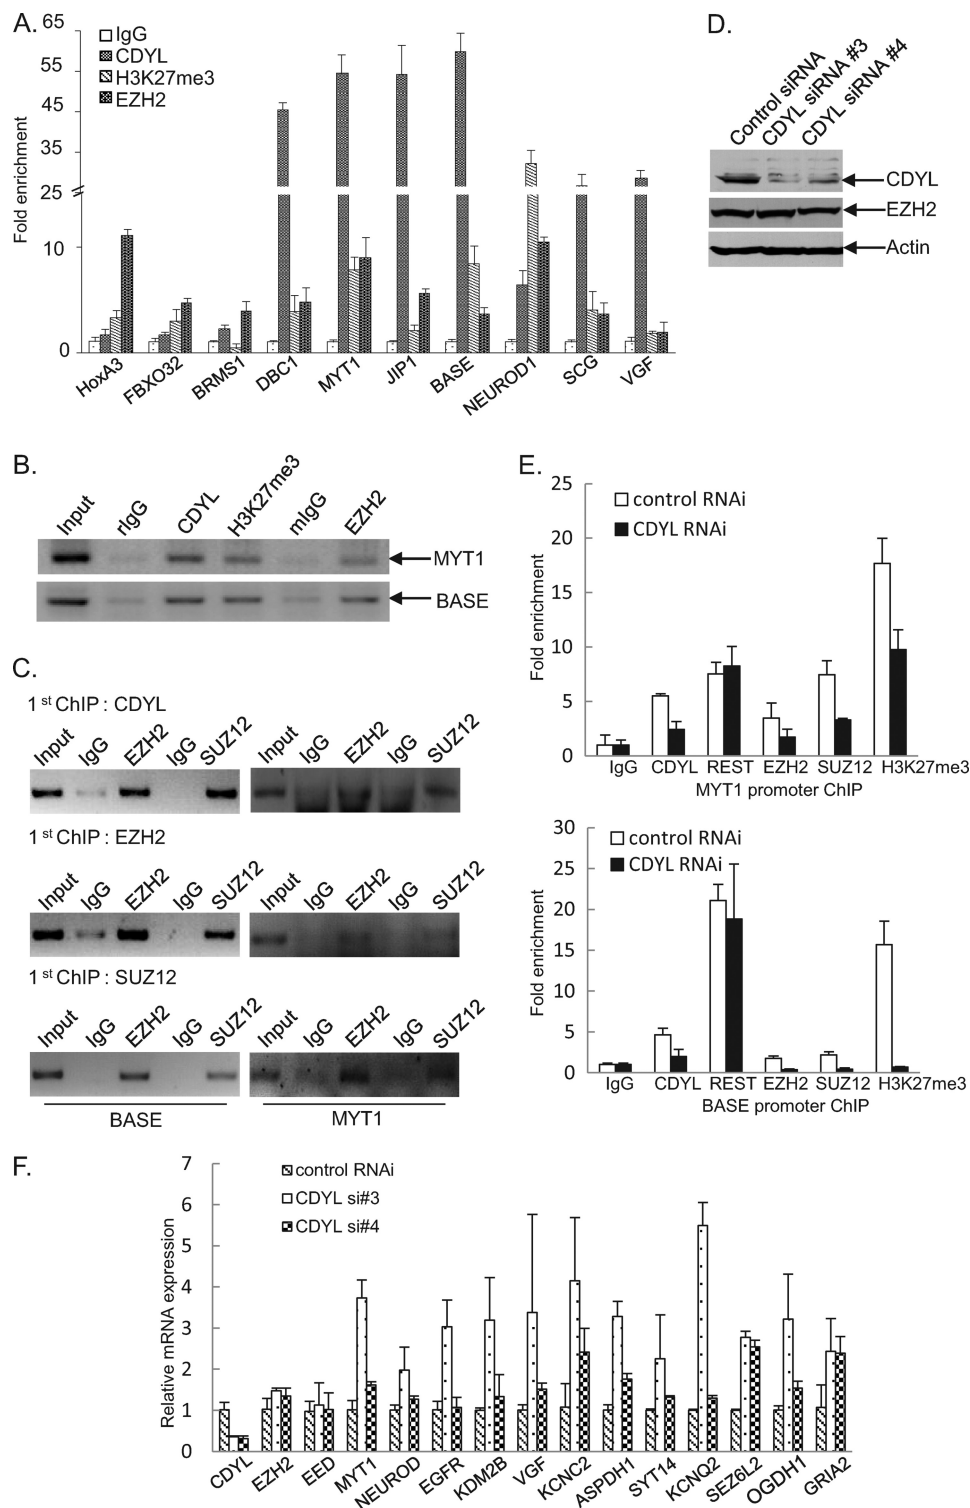 A.
65
55
45
35
25
10
0
Fold enrichment
IgG
CDYL
H3K27me3
EZH2
HoxA3 FBXO32 BRMS1 DBC1 MYT1 JIP1 BASE NEUROD1 SCG VGF
D.
Control siRNA CDYL siRNA #3 CDYL siRNA #4
CDYL
EZH2
Actin
B.
Input rIgG CDYL H3K27me3 mIgG EZH2
MYT1
BASE
C.
1st ChIP : CDYL
Input IgG EZH2 IgG SUZ12 Input IgG EZH2 IgG SUZ12
1st ChIP : EZH2
Input IgG EZH2 IgG SUZ12 Input IgG EZH2 IgG SUZ12
1st ChIP : SUZ12
Input IgG EZH2 IgG SUZ12 Input IgG EZH2 IgG SUZ12
BASE MYT1
E.
25
20
15
10
5
0
Fold enrichment
control RNAi
CDYL RNAi
IgG CDYL REST EZH2 SUZ12 H3K27me3
MYT1 promoter ChIP
30
25
20
15
10
5
0
Fold enrichment
control RNAi
CDYL RNAi
IgG CDYL REST EZH2 SUZ12 H3K27me3
BASE promoter ChIP
F.
7
6
5
4
3
2
1
0
Relative mRNA expression
control RNAi
CDYL si#3
CDYL si#4
CDYL EZH2 EED MYT1 NEUROD EGFR KDM2B VGF KCNC2 ASPDH1 SYT14 KCNQ2 SEZ6L2 OGDH1 GRIA2